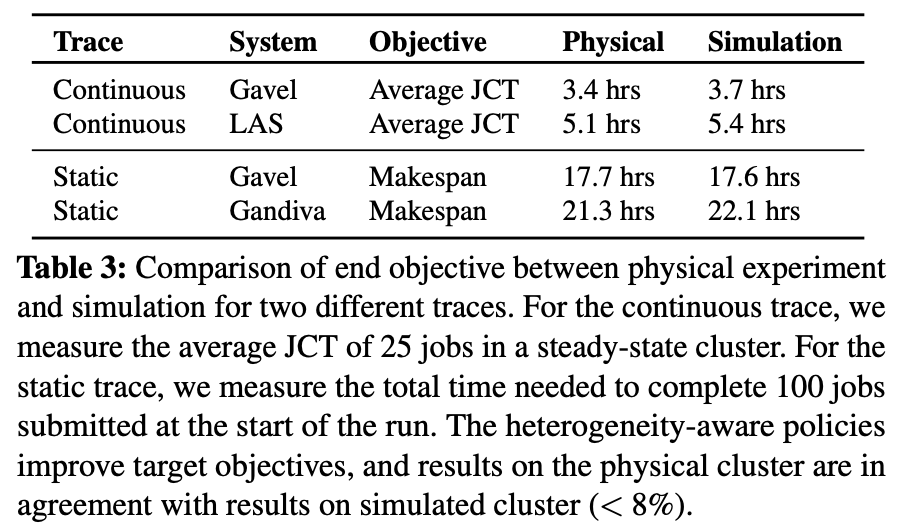 Trace System Objective Physical Simulation
Continuous Gavel Average JCT 3.4 hrs 3.7 hrs
Continuous LAS Average JCT 5.1 hrs 5.4 hrs
Static Gavel Makespan 17.7 hrs 17.6 hrs
Static Gandiva Makespan 21.3 hrs 22.1 hrs
Table 3: Comparison of end objective between physical experiment
and simulation for two different traces. For the continuous trace, we
measure the average JCT of 25 jobs in a steady-state cluster. For the
static trace, we measure the total time needed to complete 100 jobs
submitted at the start of the run. The heterogeneity-aware policies
improve target objectives, and results on the physical cluster are in
agreement with results on simulated cluster (< 8%).